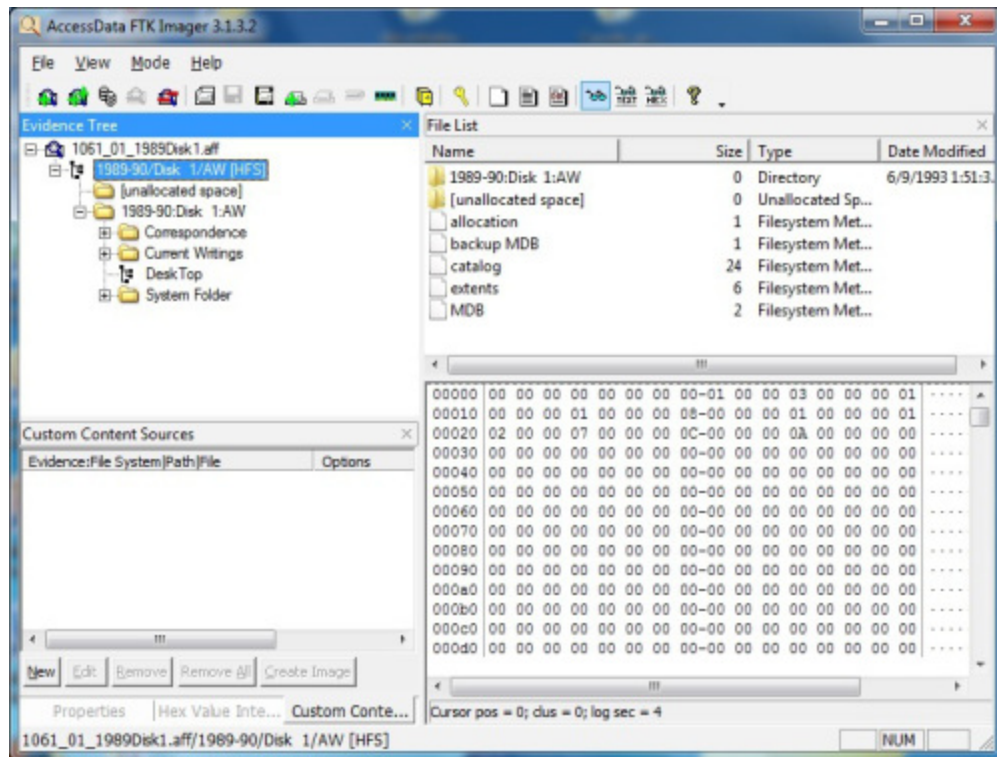 AccessData FTK Imager 3.1.3.2
File View Mode Help
Evidence Tree
1061_01_1989Disk1.aff
1989-90/Disk 1/AW [HFS]
[unallocated space]
1989-90:Disk 1:AW
Correspondence
Current Writings
DeskTop
System Folder
Custom Content Sources
Evidence:File System|Path|File Options
New Edit Remove Remove All Create Image
Properties Hex Value Inte... Custom Conte...
File List
Name Size Type Date Modified
1989-90:Disk 1:AW 0 Directory 6/9/1993 1:51:3.
[unallocated space] 0 Unallocated Sp...
allocation 1 Filesystem Met...
backup MDB 1 Filesystem Met...
catalog 24 Filesystem Met...
extents 6 Filesystem Met...
MDB 2 Filesystem Met...
00000 00 00 00 00 00 00 00 00-01 00 00 03 00 00 00 01 ····
00010 00 00 00 01 00 00 00 08-00 00 00 01 00 00 00 01 ····
00020 02 00 00 07 00 00 00 0C-00 00 00 0A 00 00 00 00 ····
00030 00 00 00 00 00 00 00 00-00 00 00 00 00 00 00 00 ····
00040 00 00 00 00 00 00 00 00-00 00 00 00 00 00 00 00 ····
00050 00 00 00 00 00 00 00 00-00 00 00 00 00 00 00 00 ····
00060 00 00 00 00 00 00 00 00-00 00 00 00 00 00 00 00 ····
00070 00 00 00 00 00 00 00 00-00 00 00 00 00 00 00 00 ····
00080 00 00 00 00 00 00 00 00-00 00 00 00 00 00 00 00 ····
00090 00 00 00 00 00 00 00 00-00 00 00 00 00 00 00 00 ····
000a0 00 00 00 00 00 00 00 00-00 00 00 00 00 00 00 00 ····
000b0 00 00 00 00 00 00 00 00-00 00 00 00 00 00 00 00 ····
000c0 00 00 00 00 00 00 00 00-00 00 00 00 00 00 00 00 ····
000d0 00 00 00 00 00 00 00 00-00 00 00 00 00 00 00 00 ····
Cursor pos = 0; clus = 0; log sec = 4
1061_01_1989Disk1.aff/1989-90/Disk 1/AW [HFS] NUM